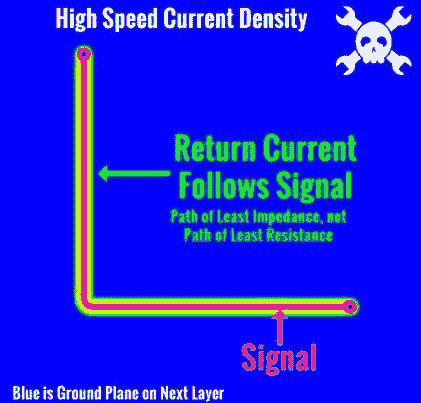 High Speed Current Density
Return Current
Follows Signal
Path of Least Impedance, not
Path of Least Resistance
Signal
Blue is Ground Plane on Next Layer